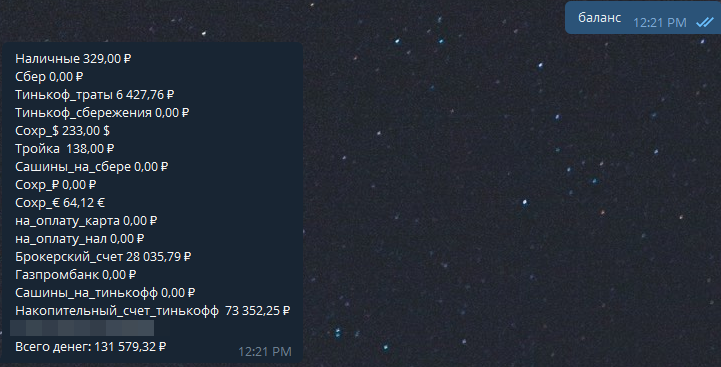 баланс
12:21 PM
Наличные 329,00 ₽
Сбер 0,00 ₽
Тинькоф_траты 6 427,76 ₽
Тинькоф_сбережения 0,00 ₽
Сохр_$ 233,00 $
Тройка 138,00 ₽
Сашины_на_сбере 0,00 ₽
Сохр_₽ 0,00 ₽
Сохр_€ 64,12 €
на_оплату_карта 0,00 ₽
на_оплату_нал 0,00 ₽
Брокерский_счет 28 035,79 ₽
Газпромбанк 0,00 ₽
Сашины_на_тинькофф 0,00 ₽
Накопительный_счет_тинькофф 73 352,25 ₽
Всего денег: 131 579,32 ₽
12:21 PM